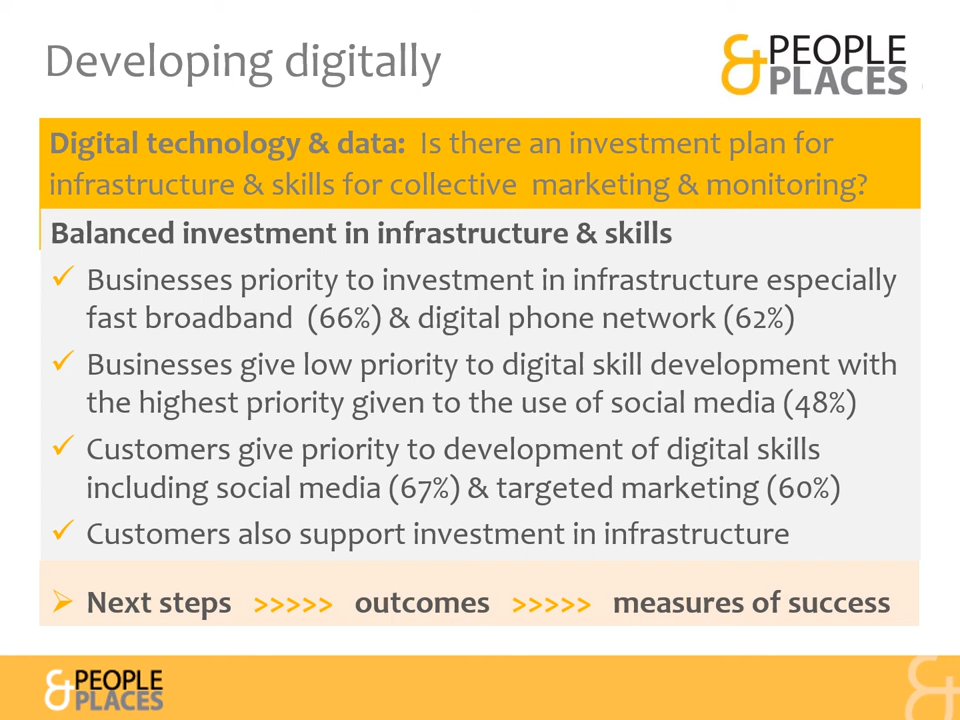 Developing digitally
& PEOPLE
PLACES
Digital technology & data: Is there an investment plan for
infrastructure & skills for collective marketing & monitoring?
Balanced investment in infrastructure & skills
✓ Businesses priority to investment in infrastructure especially
fast broadband (66%) & digital phone network (62%)
✓ Businesses give low priority to digital skill development with
the highest priority given to the use of social media (48%)
✓ Customers give priority to development of digital skills
including social media (67%) & targeted marketing (60%)
✓ Customers also support investment in infrastructure
➢ Next steps >>>>> outcomes >>>>> measures of success
& PEOPLE
PLACES
&